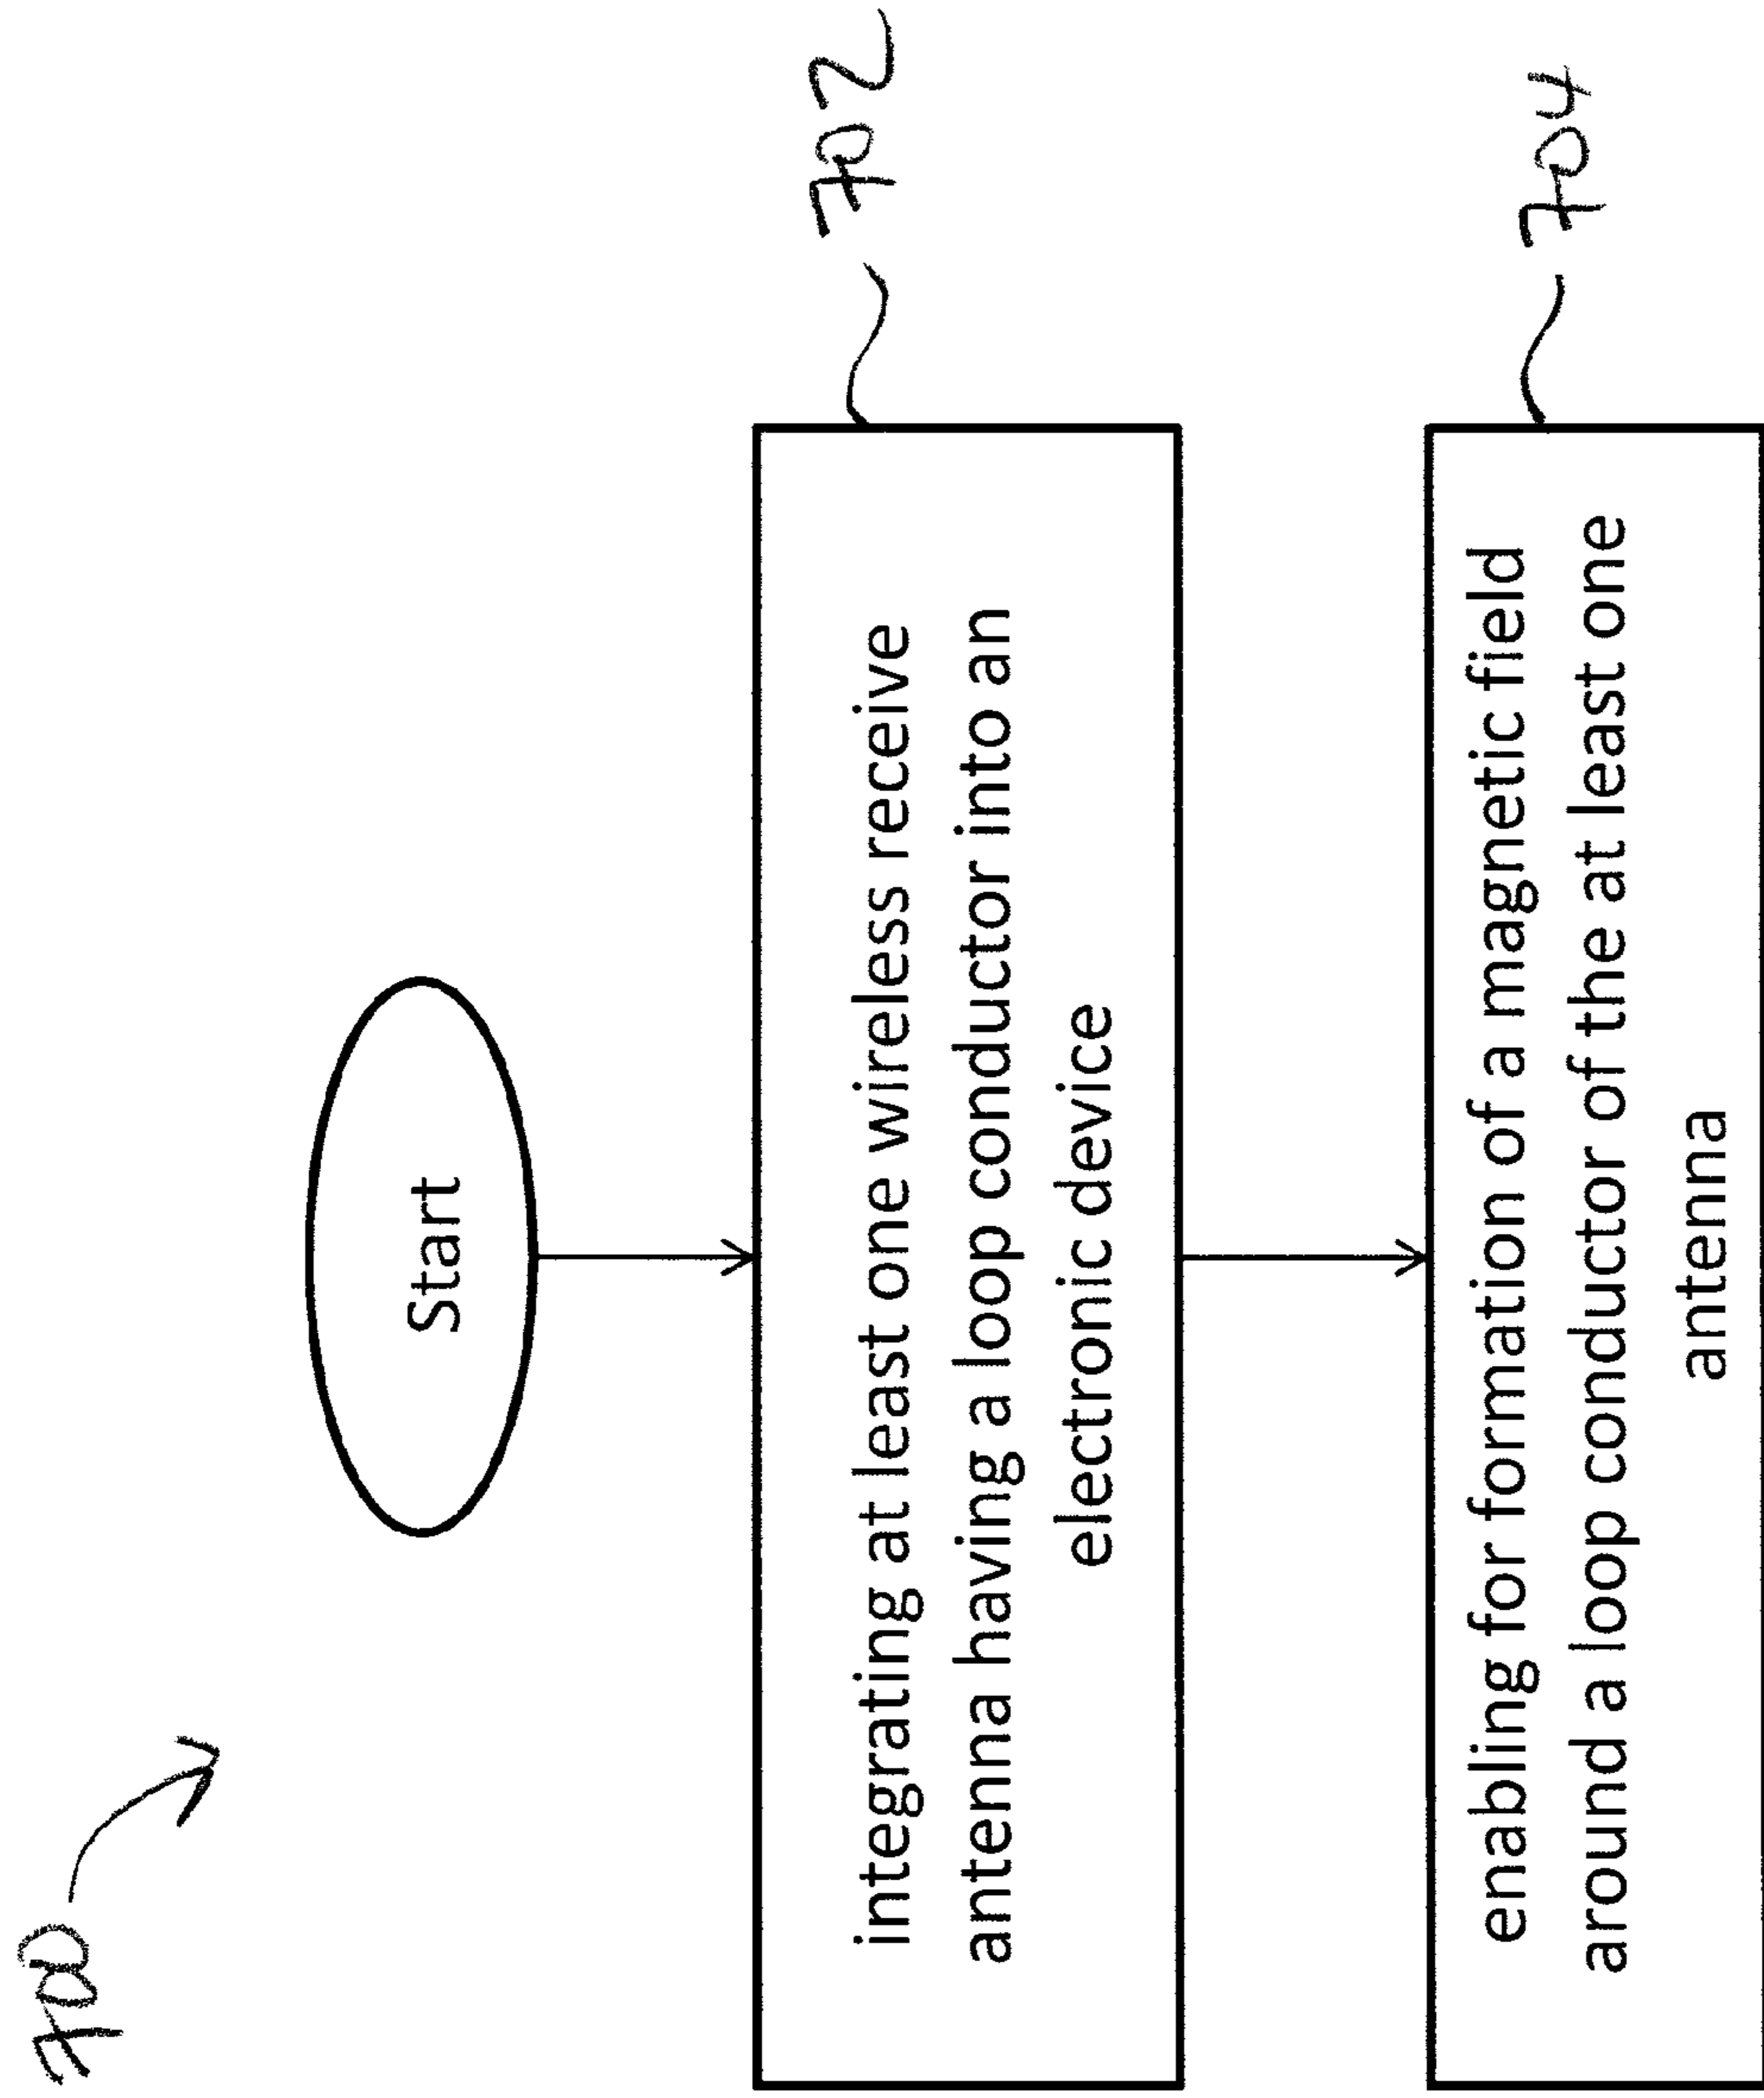 700
Start
integrating at least one wireless receive
antenna having a loop conductor into an
electronic device
702
enabling for formation of a magnetic field
around a loop conductor of the at least one
antenna
704